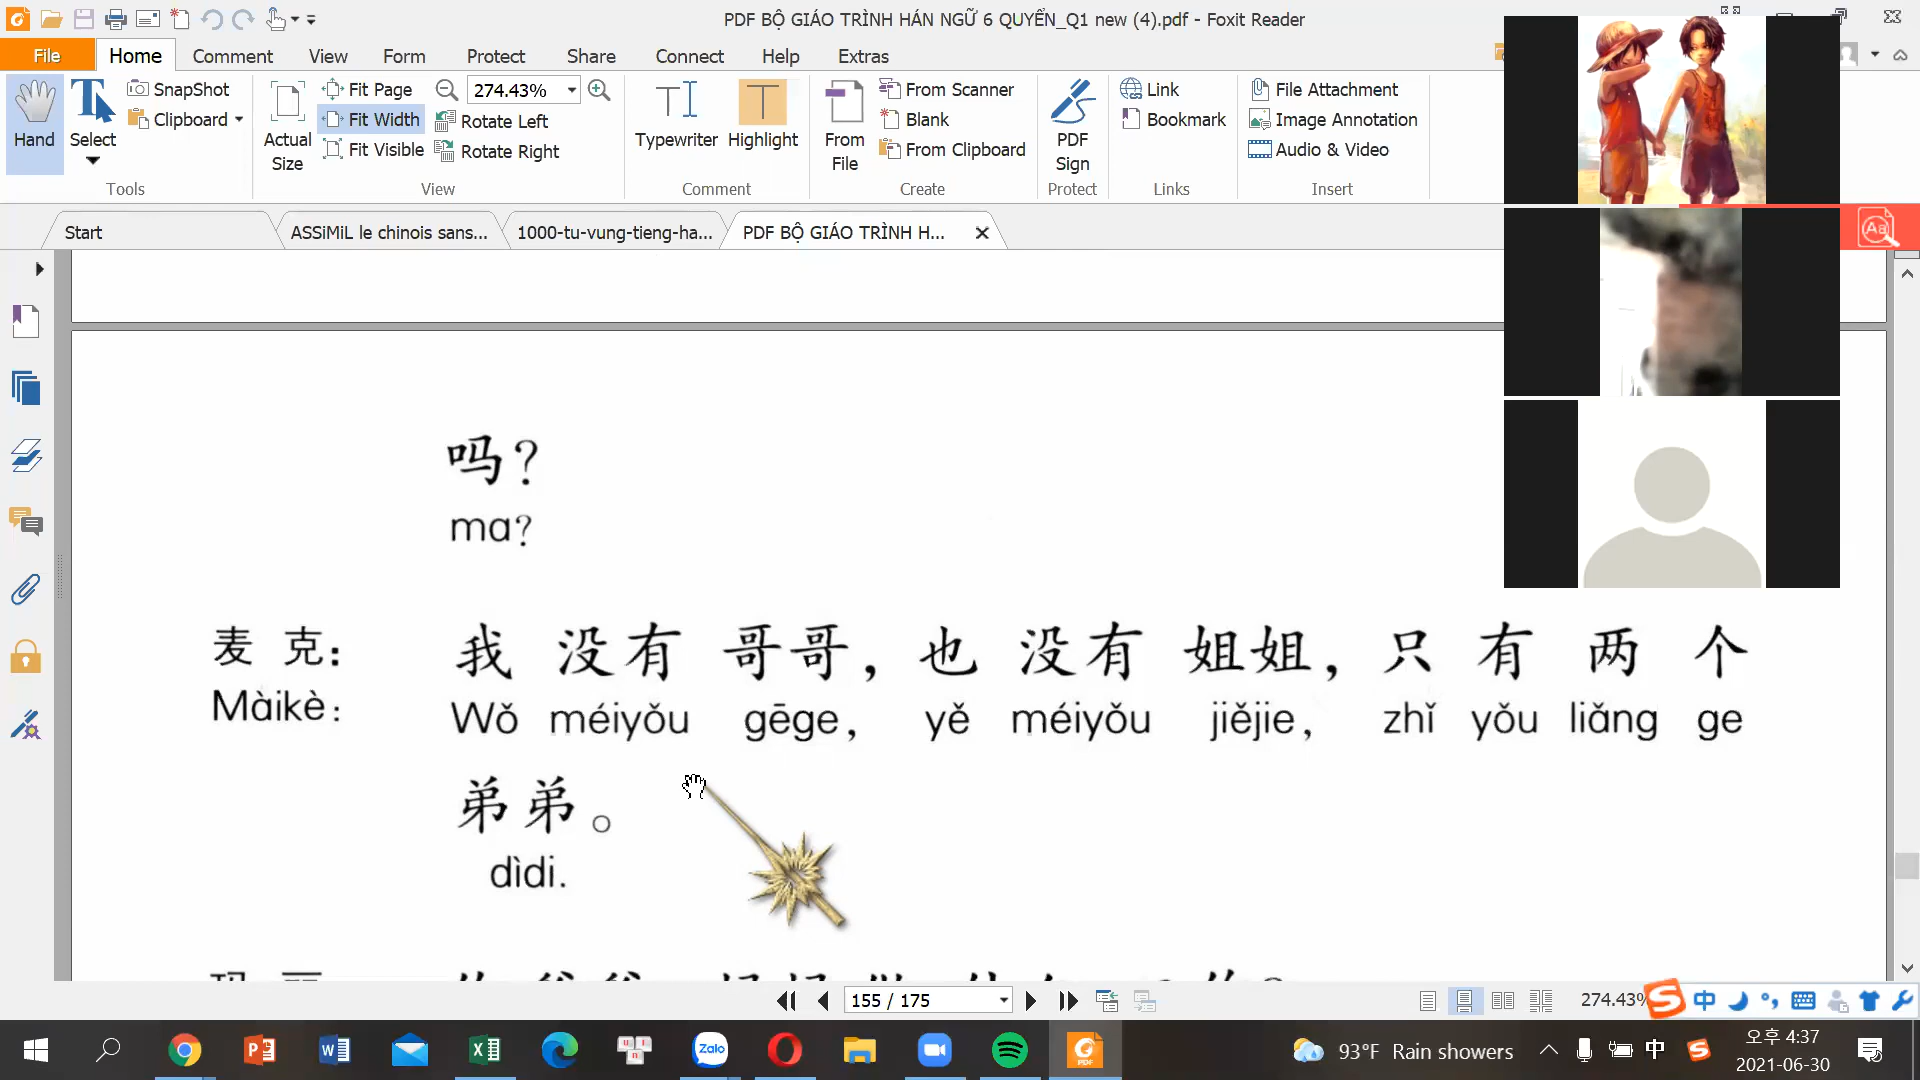 PDF BỘ GIÁO TRÌNH HÁN NGỮ 6 QUYỂN_Q1 new (4).pdf - Foxit Reader
File Home Comment View Form Protect Share Connect Help Extras
Hand
Select
SnapShot
Clipboard
Tools
Actual Size
Fit Page
Fit Width
Fit Visible
274.43%
Rotate Left
Rotate Right
View
Typewriter
Highlight
Comment
From File
From Scanner
Blank
From Clipboard
Create
PDF Sign
Protect
Link
Bookmark
Links
File Attachment
Image Annotation
Audio & Video
Insert
Start
ASSiMiL le chinois sans...
1000-tu-vung-tieng-ha...
PDF BỘ GIÁO TRÌNH H...
吗?
ma?
麦克: 我 没有 哥哥, 也 没有 姐姐, 只 有 两 个
Màikè: Wǒ méiyǒu gēge, yě méiyǒu jiějie, zhǐ yǒu liǎng ge
弟弟。
dìdi.
155 / 175
274.43%
中
Zalo
93°F Rain showers
中
오후 4:37
2021-06-30